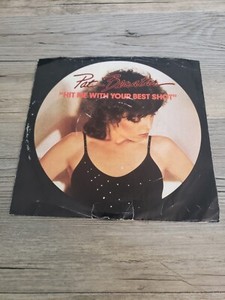 Pat Benatar
"HIT ME WITH YOUR BEST SHOT"